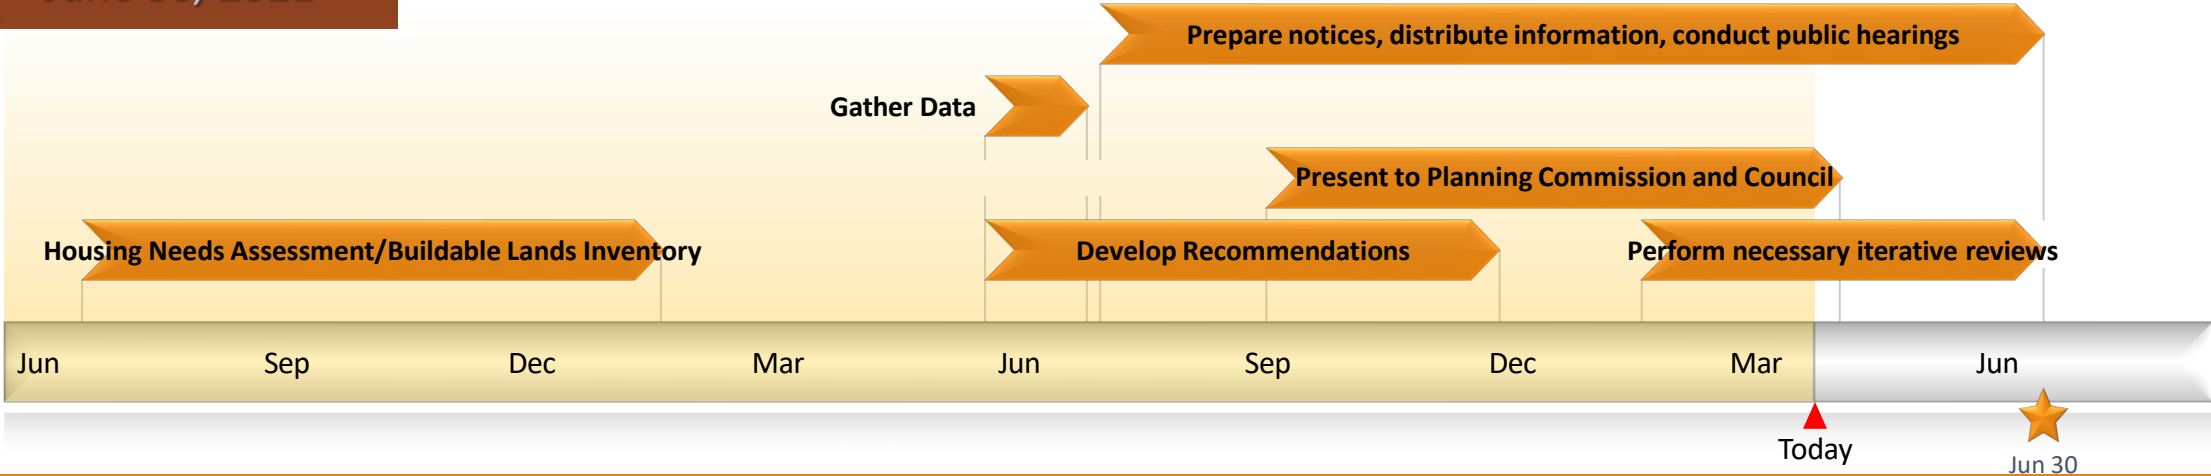 Prepare notices, distribute information, conduct public hearings
Gather Data
Present to Planning Commission and Council
Housing Needs Assessment/Buildable Lands Inventory
Develop Recommendations
Perform necessary iterative reviews
Jun Sep Dec Mar Jun Sep Dec Mar Jun
Today
Jun 30